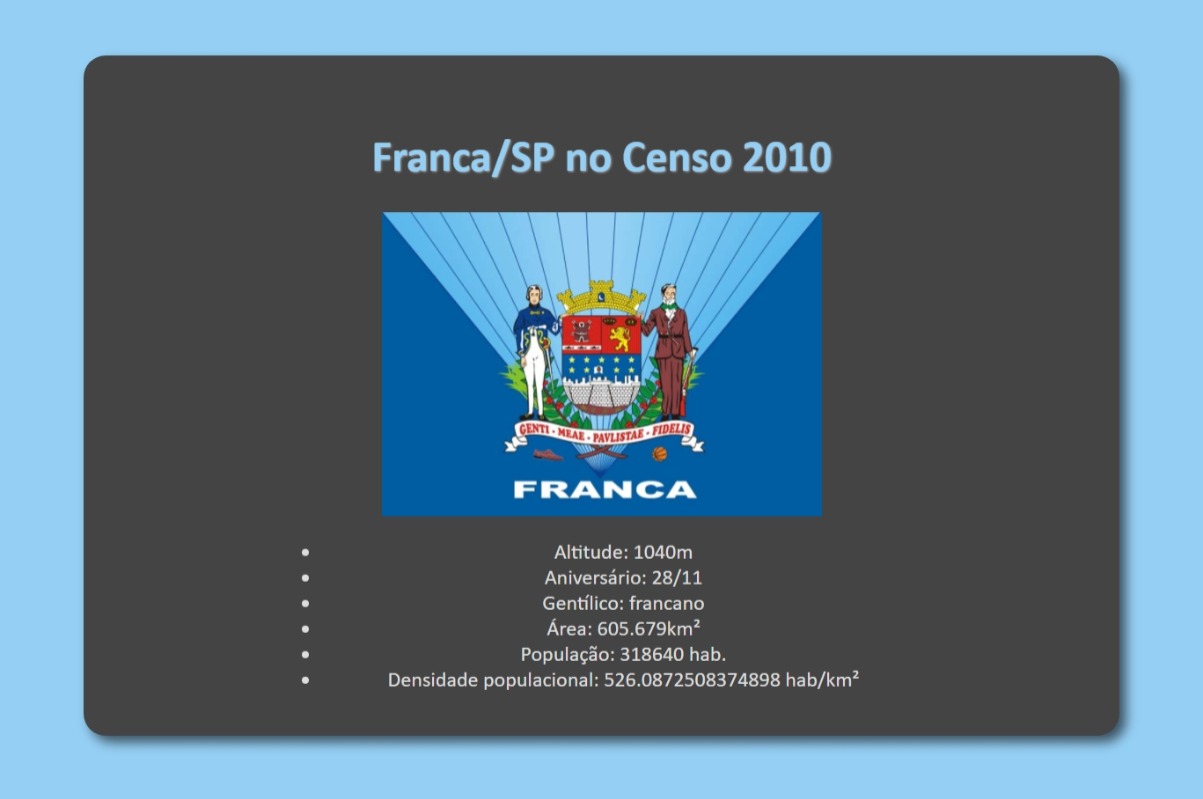 Franca/SP no Censo 2010
GENTI - MEAE - PAVLISTAE - FIDELIS
FRANCA
Altitude: 1040m
Aniversário: 28/11
Gentílico: francano
Área: 605.679km²
População: 318640 hab.
Densidade populacional: 526.0872508374898 hab/km²